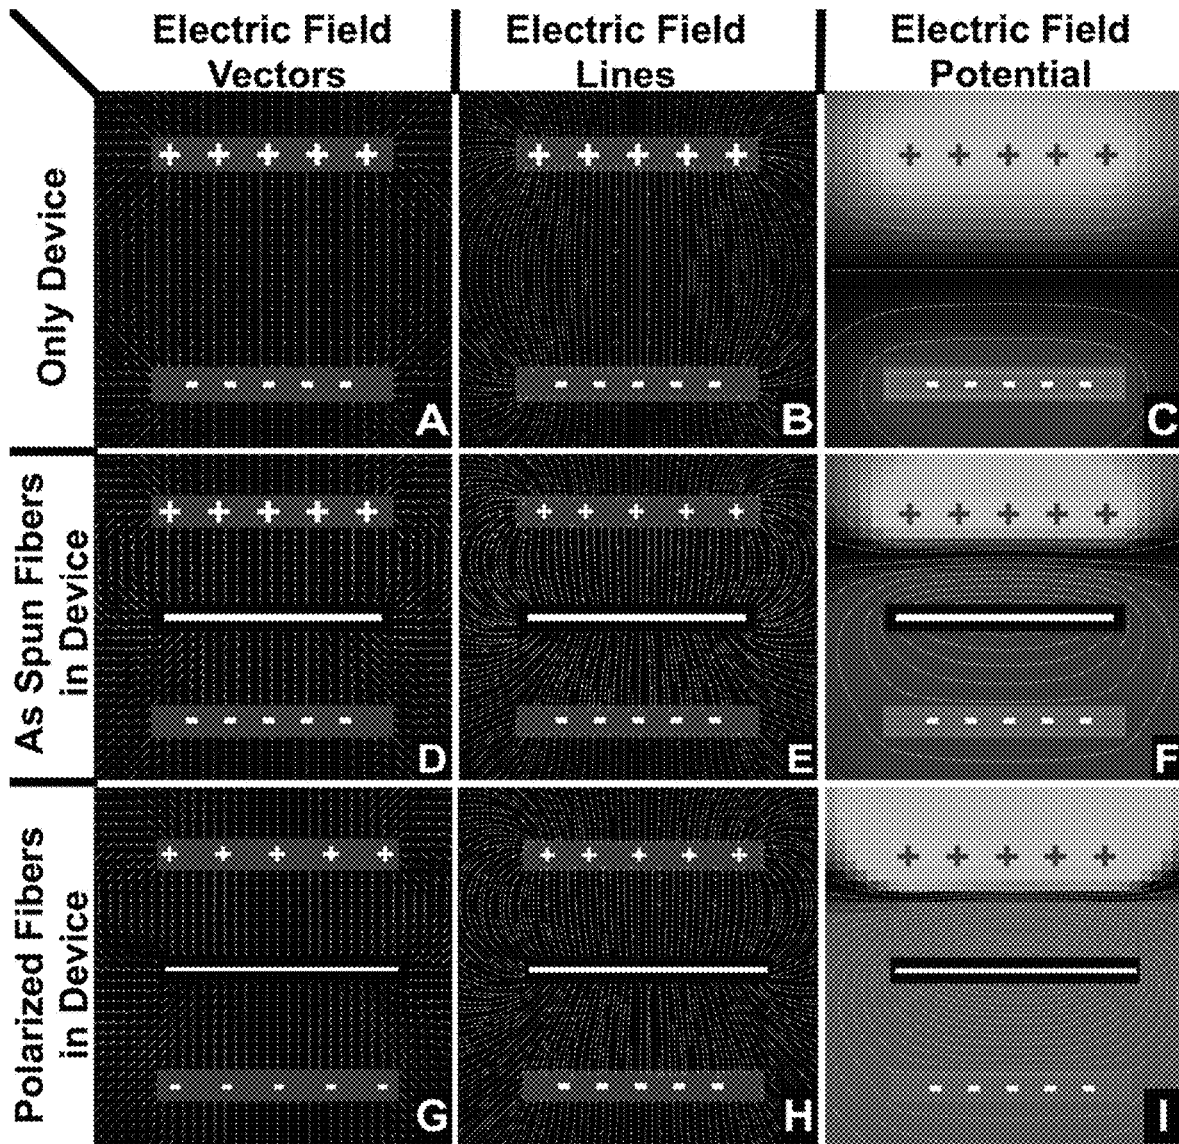 Electric Field
Vectors
Electric Field
Lines
Electric Field
Potential
Only Device
+ + + + +
- - - - -
A
+ + + + +
- - - - -
B
+ + + + +
- - - - -
C
As Spun Fibers
in Device
+ + + + +
- - - - -
D
+ + + + +
- - - - -
E
+ + + + +
- - - - -
F
Polarized Fibers
in Device
+ + + + +
- - - - -
G
+ + + + +
- - - - -
H
+ + + + +
- - - - -
I